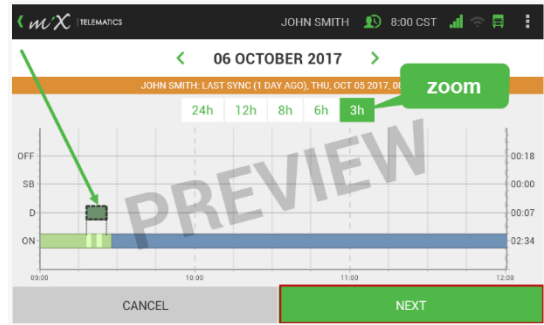 mix TELEMATICS JOHN SMITH 8:00 CST
06 OCTOBER 2017
JOHN SMITH: LAST SYNC (1 DAY AGO), THU, OCT 05 2017,
zoom
24h 12h 8h 6h 3h
PREVIEW
OFF 00:18
SB 00:00
D 00:07
ON 02:34
09:00 10:00 11:00 12:00
CANCEL NEXT